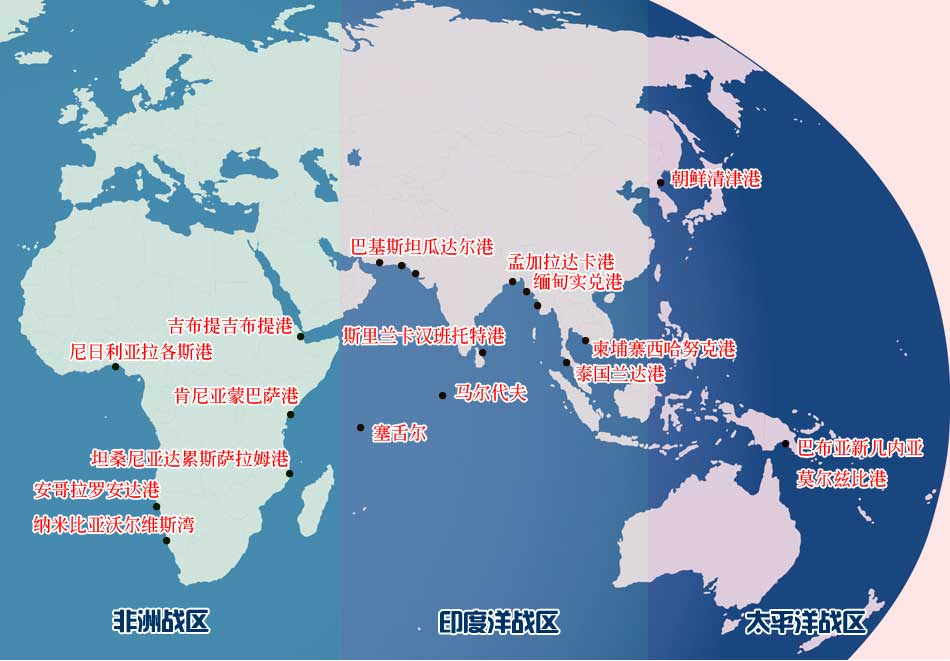 朝鲜清津港
巴基斯坦瓜达尔港
孟加拉达卡港
缅甸实兑港
吉布提吉布提港
斯里兰卡汉班托特港
尼日利亚拉各斯港
柬埔寨西哈努克港
泰国兰达港
肯尼亚蒙巴萨港
马尔代夫
塞舌尔
巴布亚新几内亚
坦桑尼亚达累斯萨拉姆港
莫尔兹比港
安哥拉罗安达港
纳米比亚沃尔维斯湾
非洲战区
印度洋战区
太平洋战区